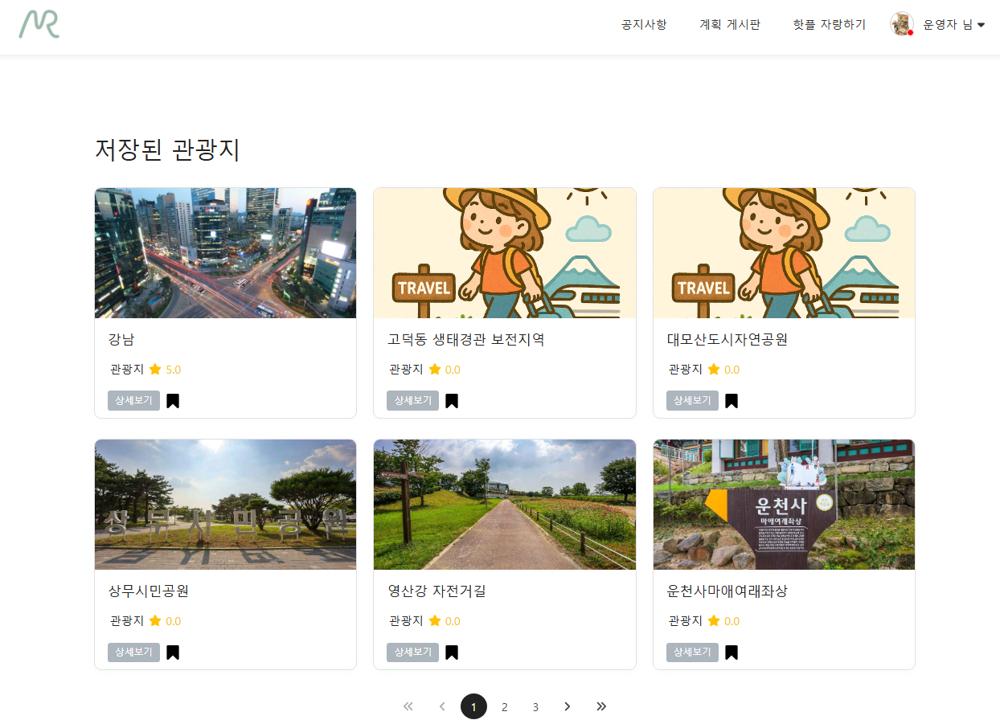 NR
공지사항
계획 게시판
핫플 자랑하기
운영자 님
저장된 관광지
TRAVEL
TRAVEL
강남
고덕동 생태경관 보전지역
대모산도시자연공원
관광지 5.0
관광지 0.0
관광지 0.0
상세보기
상세보기
상세보기
상무시민공원
운천사
마애여래좌상
상무시민공원
영산강 자전거길
운천사마애여래좌상
관광지 0.0
관광지 0.0
관광지 0.0
상세보기
상세보기
상세보기
« ‹ 1 2 3 › »